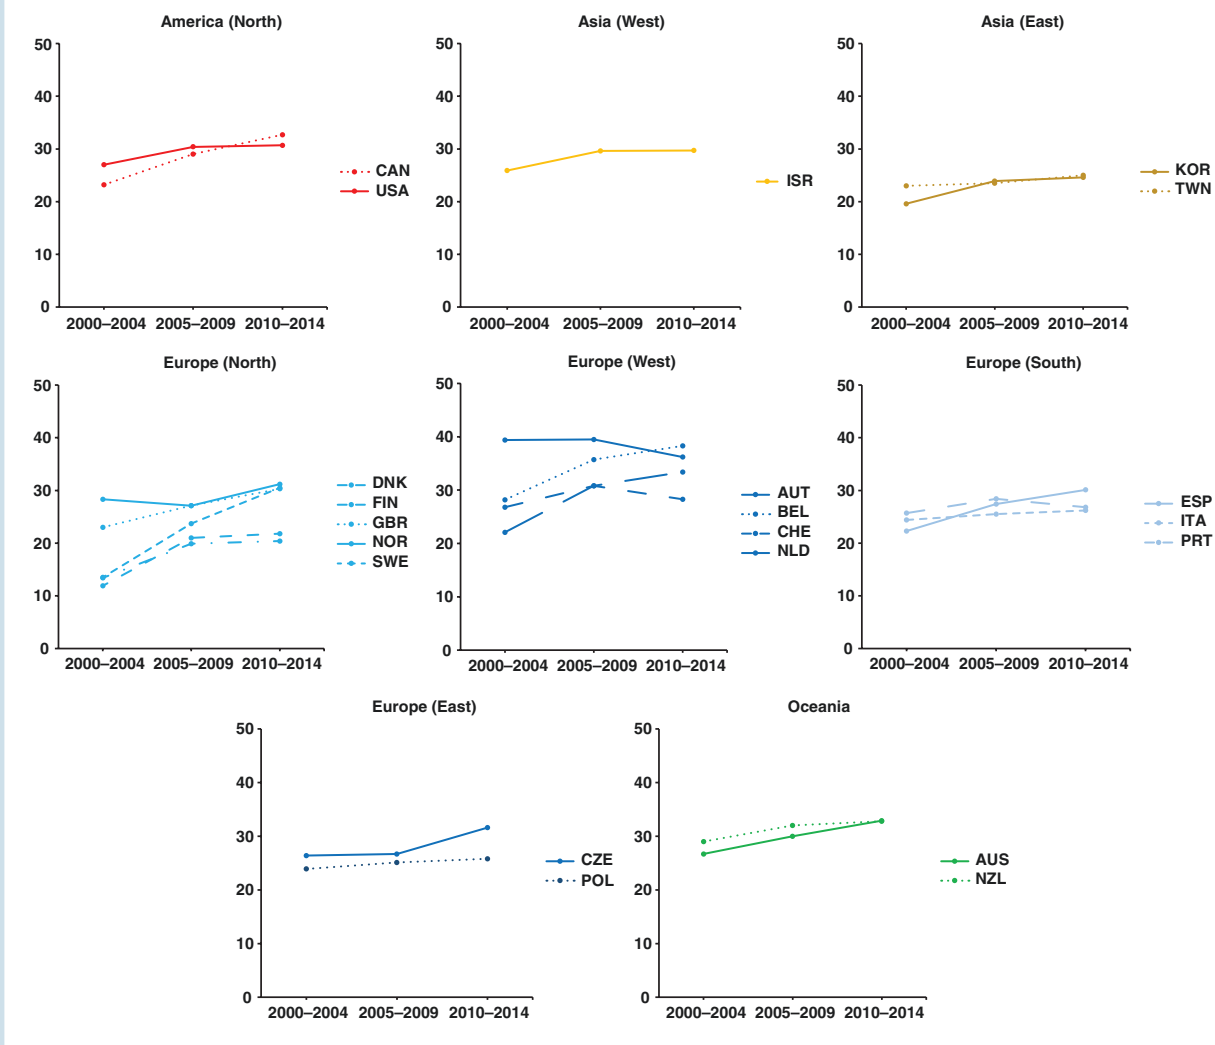 America (North)
50
40
30
20
10
0
2000–2004 2005–2009 2010–2014
CAN
USA
Asia (West)
50
40
30
20
10
0
2000–2004 2005–2009 2010–2014
ISR
Asia (East)
50
40
30
20
10
0
2000–2004 2005–2009 2010–2014
KOR
TWN
Europe (North)
50
40
30
20
10
0
2000–2004 2005–2009 2010–2014
DNK
FIN
GBR
NOR
SWE
Europe (West)
50
40
30
20
10
0
2000–2004 2005–2009 2010–2014
AUT
BEL
CHE
NLD
Europe (South)
50
40
30
20
10
0
2000–2004 2005–2009 2010–2014
ESP
ITA
PRT
Europe (East)
50
40
30
20
10
0
2000–2004 2005–2009 2010–2014
CZE
POL
Oceania
50
40
30
20
10
0
2000–2004 2005–2009 2010–2014
AUS
NZL